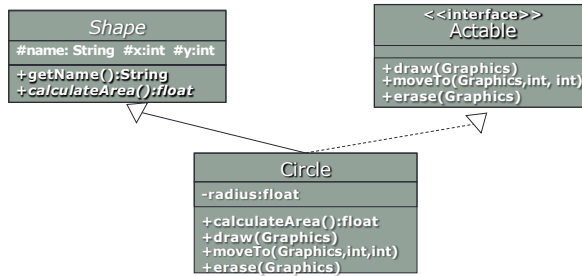 Shape
#name: String #x:int #y:int
+getName():String
+calculateArea():float
<<interface>>
Actable
+draw(Graphics)
+moveTo(Graphics,int, int)
+erase(Graphics)
Circle
-radius:float
+calculateArea():float
+draw(Graphics)
+moveTo(Graphics,int,int)
+erase(Graphics)